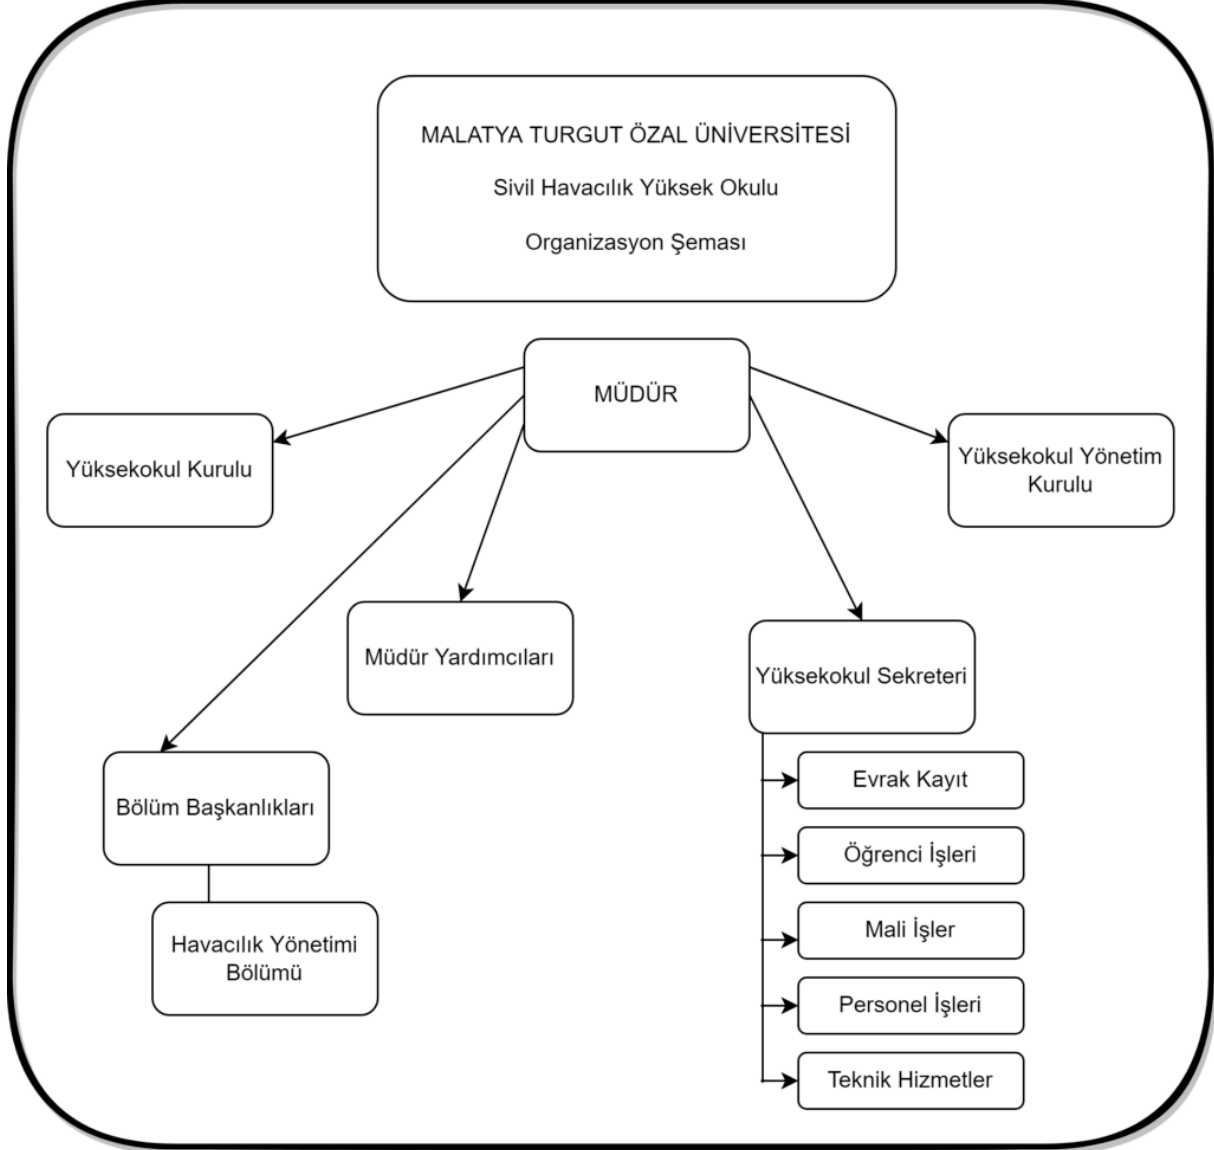 MALATYA TURGUT ÖZAL ÜNİVERSİTESİ
Sivil Havacılık Yüksek Okulu
Organizasyon Şeması
MÜDÜR
Yüksekokul Kurulu
Yüksekokul Yönetim
Kurulu
Müdür Yardımcıları
Yüksekokul Sekreteri
Bölüm Başkanlıkları
Havacılık Yönetimi
Bölümü
Evrak Kayıt
Öğrenci İşleri
Mali İşler
Personel İşleri
Teknik Hizmetler